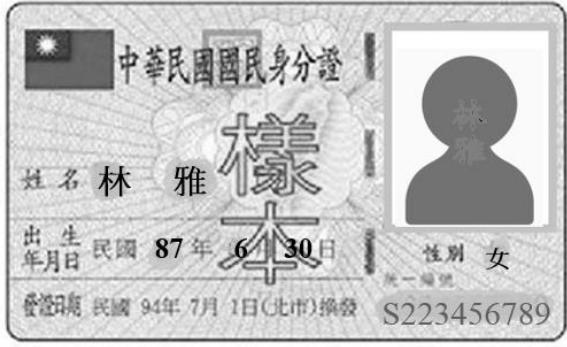 中華民國國民身分證
樣本
林雅
姓名 林 雅
出生年月日 民國 87 年 6 30 日
性別 女
統一編號
發證日期 民國 94年 7月 1日(北市)換發
S223456789